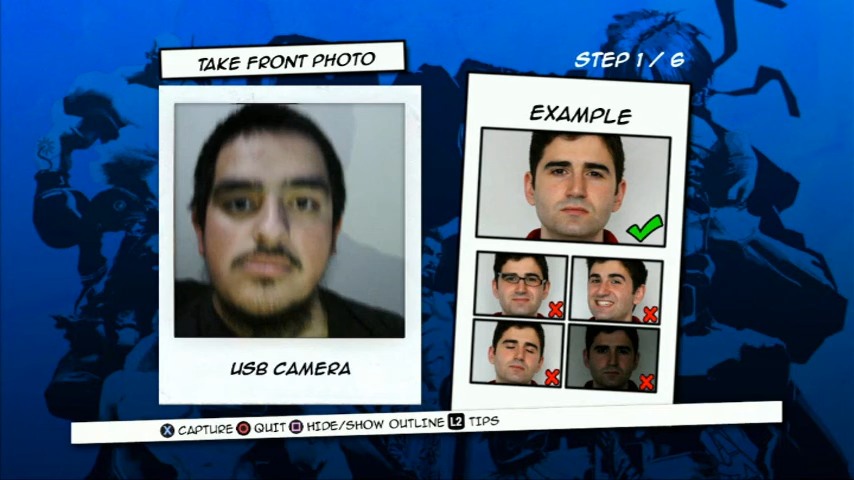 TAKE FRONT PHOTO
STEP 1 / 6
EXAMPLE
USB CAMERA
CAPTURE QUIT HIDE/SHOW OUTLINE L2 TIPS